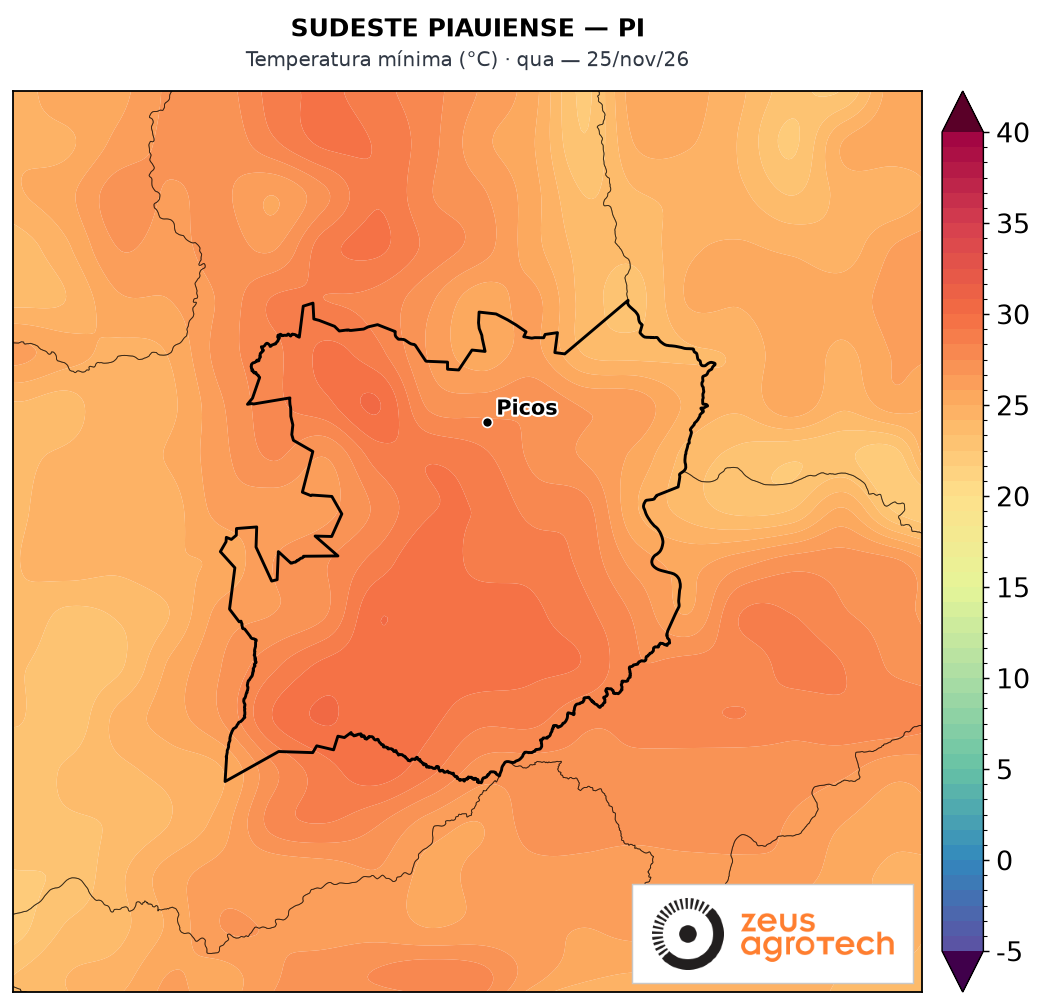 SUDESTE PIAUIENSE — PI
Temperatura mínima (°C) · qua — 25/nov/26
Picos
40
35
30
25
20
15
10
5
0
-5
zeus
agrotech